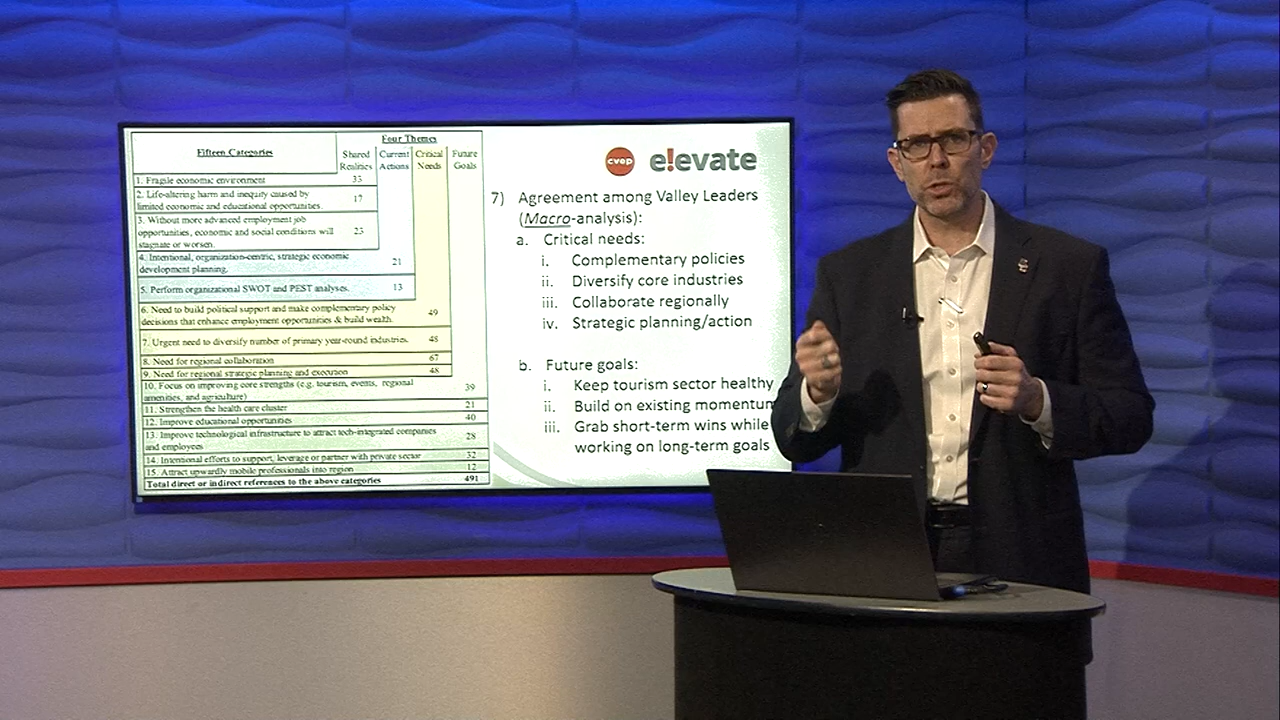 Four Themes
Fifteen Categories
Shared Realities
Current Actions
Critical Needs
Future Goals
1. Fragile economic environment 33
2. Life-altering harm and inequity caused by
limited economic and educational opportunities. 17
3. Without more advanced employment job
opportunities, economic and social conditions will 23
stagnate or worsen.
4. Intentional, organization-centric, strategic economic 21
development planning.
5. Perform organizational SWOT and PEST analyses. 13
6. Need to build political support and make complementary policy
decisions that enhance employment opportunities & build wealth. 49
7. Urgent need to diversify number of primary year-round industries. 48
8. Need for regional collaboration 67
9. Need for regional strategic planning and execution 48
10. Focus on improving core strengths (e.g. tourism, events, regional
amenities, and agriculture) 39
11. Strengthen the health care cluster 21
12. Improve educational opportunities 40
13. Improve technological infrastructure to attract tech-integrated companies
and employees 28
14. Intentional efforts to support, leverage or partner with private sector 32
15. Attract upwardly mobile professionals into region 12
Total direct or indirect references to the above categories 491
cvep e!evate
7) Agreement among Valley Leaders
(Macro-analysis):
a. Critical needs:
i. Complementary policies
ii. Diversify core industries
iii. Collaborate regionally
iv. Strategic planning/action
b. Future goals:
i. Keep tourism sector healthy
ii. Build on existing momentum
iii. Grab short-term wins while
working on long-term goals